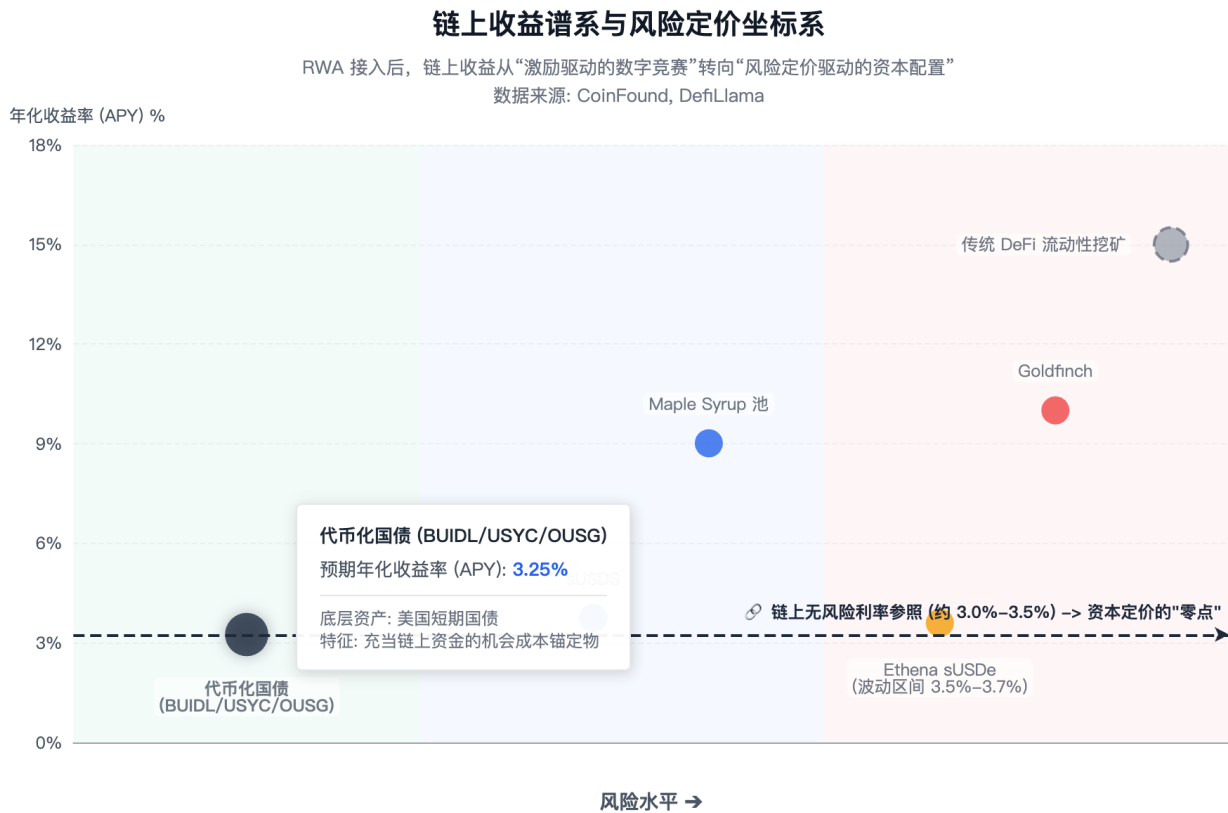 链上收益谱系与风险定价坐标系
RWA 接入后，链上收益从“激励驱动的数字竞赛”转向“风险定价驱动的资本配置”
数据来源: CoinFound, DefiLlama
年化收益率 (APY) %
18%
15%
传统 DeFi 流动性挖矿
12%
Goldfinch
Maple Syrup 池
9%
代币化国债 (BUIDL/USYC/OUSG)
6%
预期年化收益率 (APY): 3.25%
sUSDS
底层资产: 美国短期国债
特征: 充当链上资金的机会成本锚定物
链上无风险利率参照 (约 3.0%–3.5%) –> 资本定价的"零点"
3%
Ethena sUSDe
(波动区间 3.5%–3.7%)
代币化国债
(BUIDL/USYC/OUSG)
0%
风险水平 →